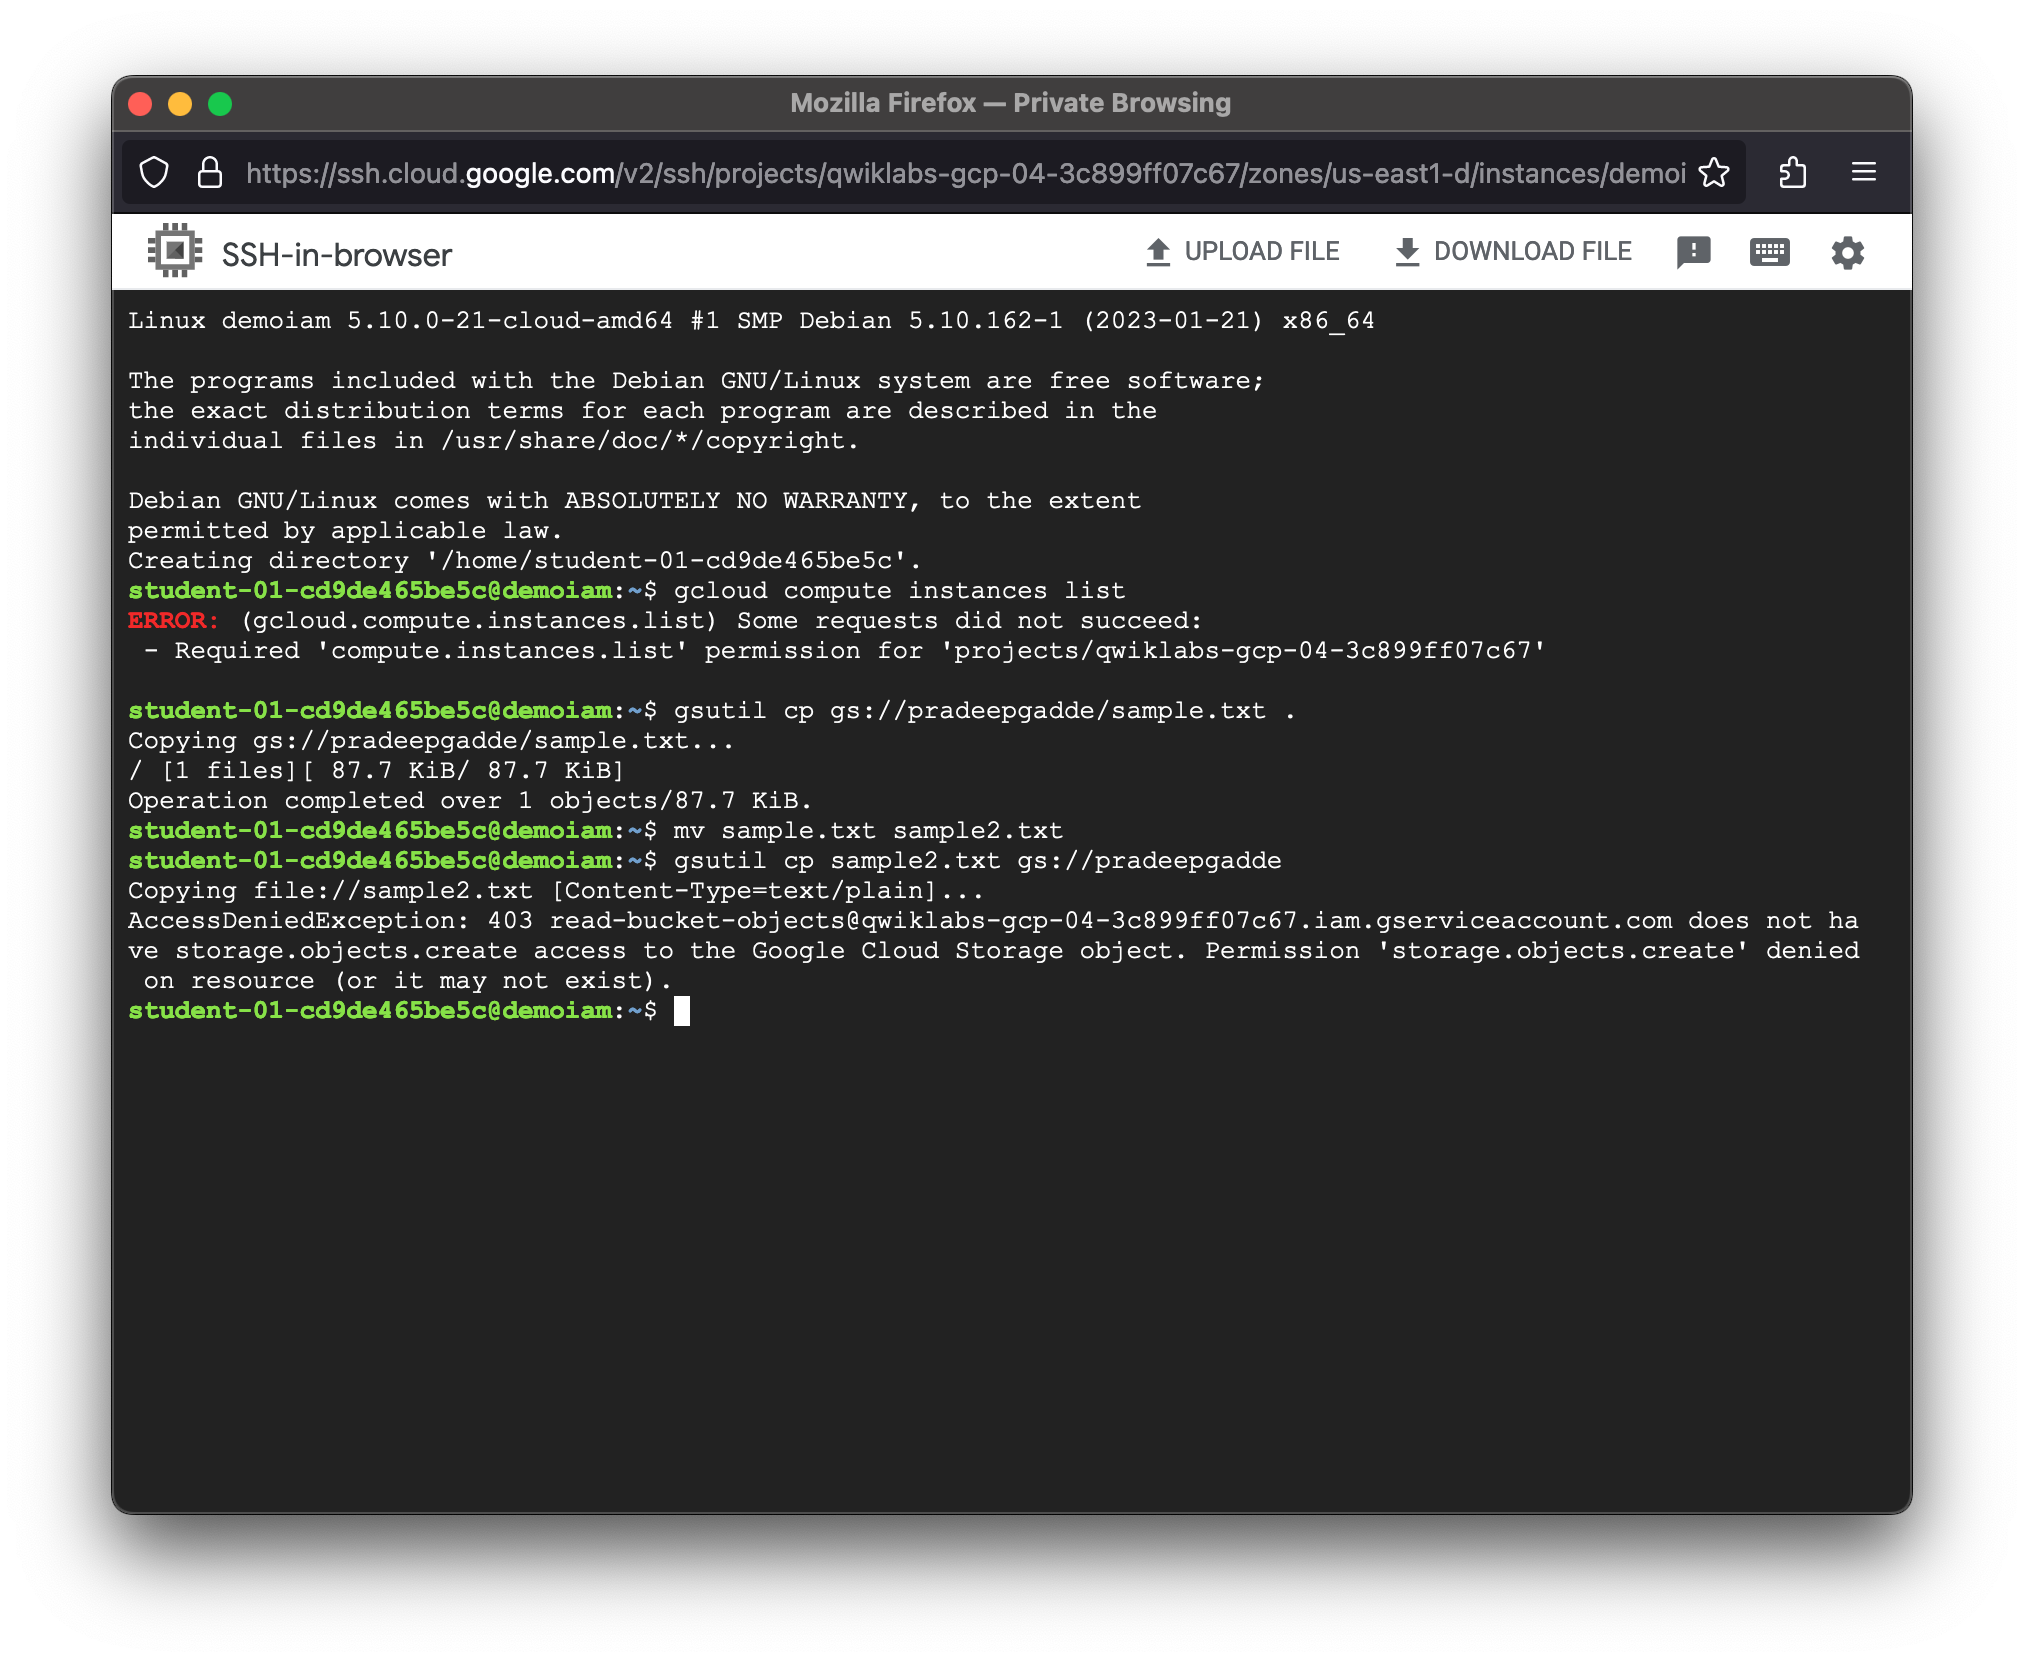 Mozilla Firefox — Private Browsing
https://ssh.cloud.google.com/v2/ssh/projects/qwiklabs-gcp-04-3c899ff07c67/zones/us-east1-d/instances/demoi
SSH-in-browser UPLOAD FILE DOWNLOAD FILE
Linux demoiam 5.10.0-21-cloud-amd64 #1 SMP Debian 5.10.162-1 (2023-01-21) x86_64
The programs included with the Debian GNU/Linux system are free software;
the exact distribution terms for each program are described in the
individual files in /usr/share/doc/*/copyright.
Debian GNU/Linux comes with ABSOLUTELY NO WARRANTY, to the extent
permitted by applicable law.
Creating directory '/home/student-01-cd9de465be5c'.
student-01-cd9de465be5c@demoiam:~$ gcloud compute instances list
ERROR: (gcloud.compute.instances.list) Some requests did not succeed:
 - Required 'compute.instances.list' permission for 'projects/qwiklabs-gcp-04-3c899ff07c67'
student-01-cd9de465be5c@demoiam:~$ gsutil cp gs://pradeepgadde/sample.txt .
Copying gs://pradeepgadde/sample.txt...
/ [1 files][ 87.7 KiB/ 87.7 KiB]
Operation completed over 1 objects/87.7 KiB.
student-01-cd9de465be5c@demoiam:~$ mv sample.txt sample2.txt
student-01-cd9de465be5c@demoiam:~$ gsutil cp sample2.txt gs://pradeepgadde
Copying file://sample2.txt [Content-Type=text/plain]...
AccessDeniedException: 403 read-bucket-objects@qwiklabs-gcp-04-3c899ff07c67.iam.gserviceaccount.com does not ha
ve storage.objects.create access to the Google Cloud Storage object. Permission 'storage.objects.create' denied
 on resource (or it may not exist).
student-01-cd9de465be5c@demoiam:~$